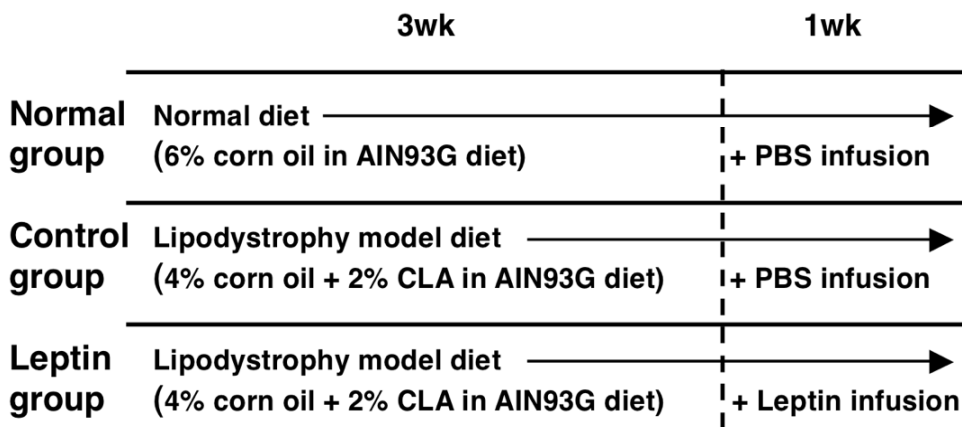 3wk 1wk
Normal group
Normal diet
(6% corn oil in AIN93G diet)
+ PBS infusion
Control group
Lipodystrophy model diet
(4% corn oil + 2% CLA in AIN93G diet)
+ PBS infusion
Leptin group
Lipodystrophy model diet
(4% corn oil + 2% CLA in AIN93G diet)
+ Leptin infusion